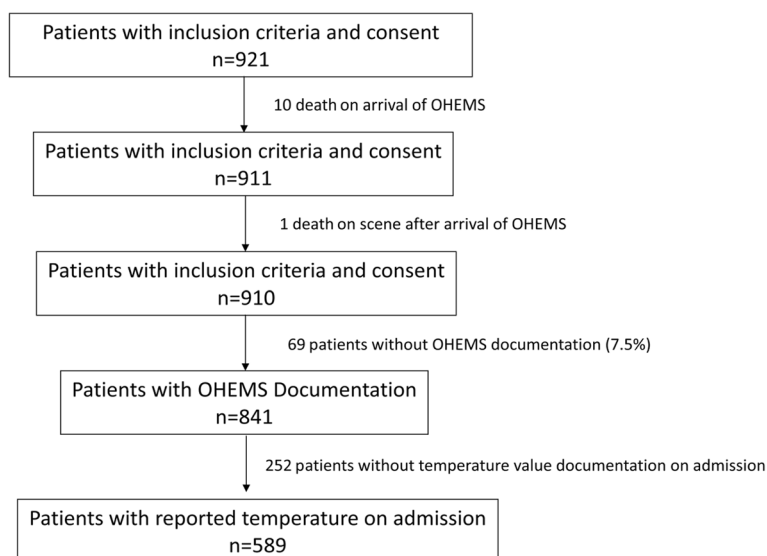 Patients with inclusion criteria and consent
n=921
10 death on arrival of OHEMS
Patients with inclusion criteria and consent
n=911
1 death on scene after arrival of OHEMS
Patients with inclusion criteria and consent
n=910
69 patients without OHEMS documentation (7.5%)
Patients with OHEMS Documentation
n=841
252 patients without temperature value documentation on admission
Patients with reported temperature on admission
n=589